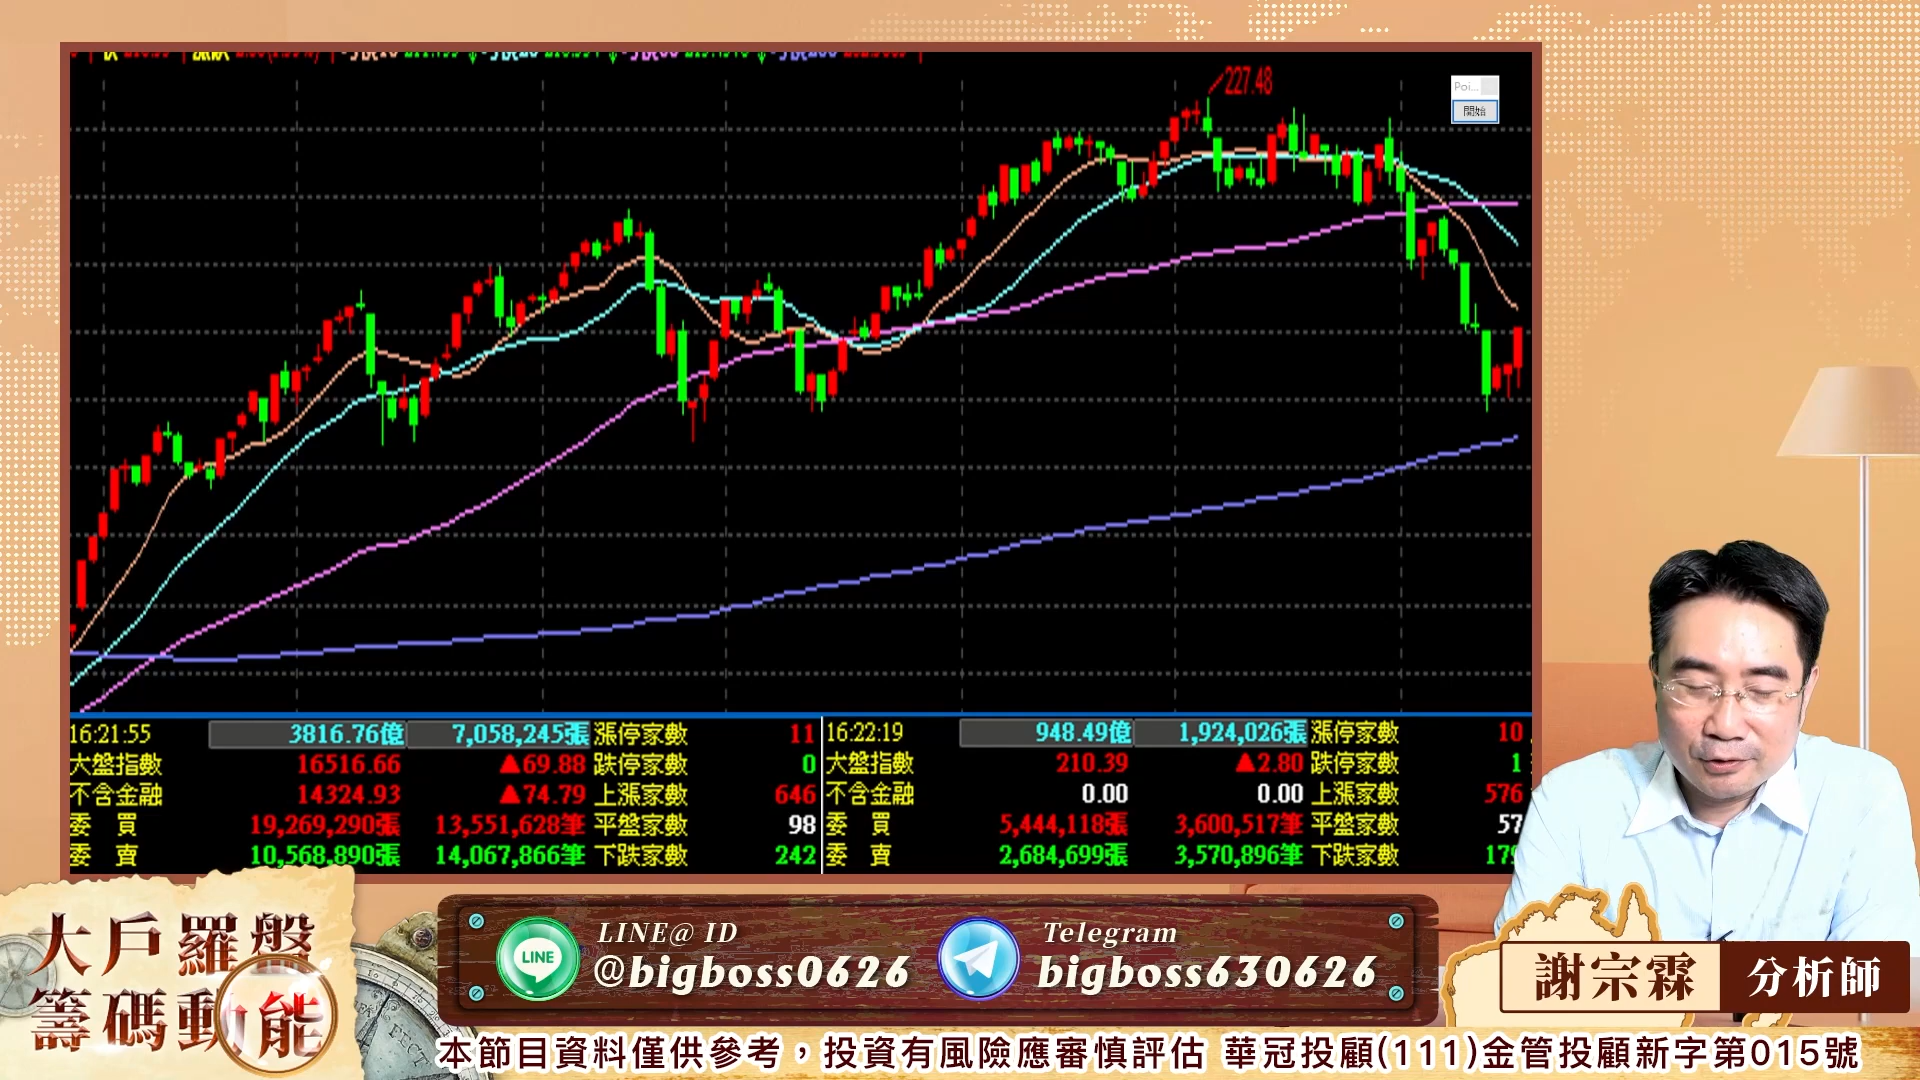 227.48
Poi...
開始
16:21:55 3816.76億 7,058,245張 漲停家數 11
大盤指數 16516.66 ▲69.88 跌停家數 0
不含金融 14324.93 ▲74.79 上漲家數 646
委 買 19,269,290張 13,551,628筆 平盤家數 98
委 賣 10,568,890張 14,067,866筆 下跌家數 242
16:22:19 948.49億 1,924,026張 漲停家數 10
大盤指數 210.39 ▲2.80 跌停家數 1
不含金融 0.00 0.00 上漲家數 576
委 買 5,444,118張 3,600,517筆 平盤家數 57
委 賣 2,684,699張 3,570,896筆 下跌家數
大戶羅盤
籌碼動能
LINE
LINE@ ID
@bigboss0626
Telegram
bigboss630626
謝宗霖 分析師
本節目資料僅供參考，投資有風險應審慎評估 華冠投顧(111)金管投顧新字第015號